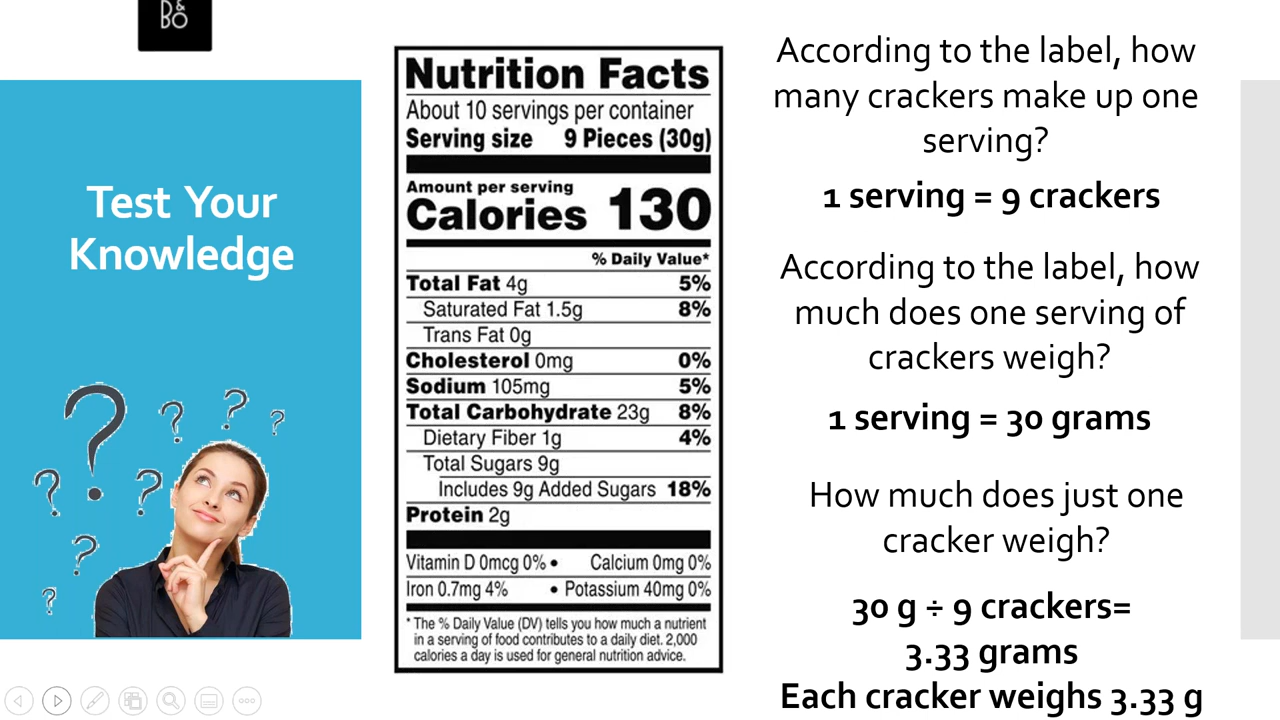 B&
BO
Test Your
Knowledge
? ? ? ? ? ? ? ?
Nutrition Facts
About 10 servings per container
Serving size 9 Pieces (30g)
Amount per serving
Calories 130
% Daily Value*
Total Fat 4g 5%
Saturated Fat 1.5g 8%
Trans Fat 0g
Cholesterol 0mg 0%
Sodium 105mg 5%
Total Carbohydrate 23g 8%
Dietary Fiber 1g 4%
Total Sugars 9g
Includes 9g Added Sugars 18%
Protein 2g
Vitamin D 0mcg 0% • Calcium 0mg 0%
Iron 0.7mg 4% • Potassium 40mg 0%
* The % Daily Value (DV) tells you how much a nutrient
in a serving of food contributes to a daily diet. 2,000
calories a day is used for general nutrition advice.
According to the label, how
many crackers make up one
serving?
1 serving = 9 crackers
According to the label, how
much does one serving of
crackers weigh?
1 serving = 30 grams
How much does just one
cracker weigh?
30 g ÷ 9 crackers=
3.33 grams
Each cracker weighs 3.33 g